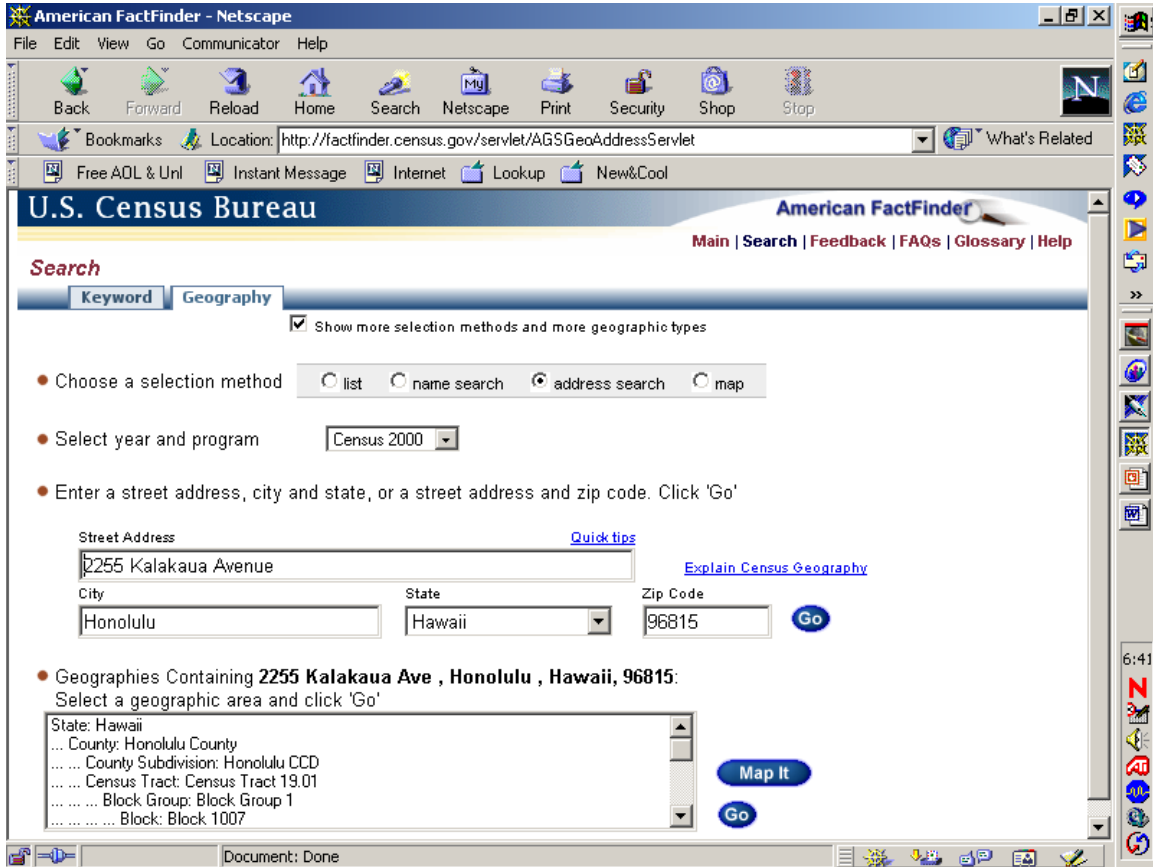 American FactFinder - Netscape
File Edit View Go Communicator Help
Back Forward Reload Home Search Netscape Print Security Shop Stop
My
N
Bookmarks Location: http://factfinder.census.gov/servlet/AGSGeoAddressServlet What's Related
Free AOL & Unl Instant Message Internet Lookup New&Cool
U.S. Census Bureau American FactFinder
Main | Search | Feedback | FAQs | Glossary | Help
Search
Keyword Geography
Show more selection methods and more geographic types
Choose a selection method list name search address search map
Select year and program Census 2000
Enter a street address, city and state, or a street address and zip code. Click 'Go'
Street Address Quick tips
2255 Kalakaua Avenue Explain Census Geography
City State Zip Code
Honolulu Hawaii 96815 Go
Geographies Containing 2255 Kalakaua Ave , Honolulu , Hawaii, 96815:
Select a geographic area and click 'Go'
State: Hawaii
... County: Honolulu County
... ... County Subdivision: Honolulu CCD
... ... Census Tract: Census Tract 19.01
... ... ... Block Group: Block Group 1
... ... ... ... Block: Block 1007
Map It
Go
Document: Done
»
6:41
N